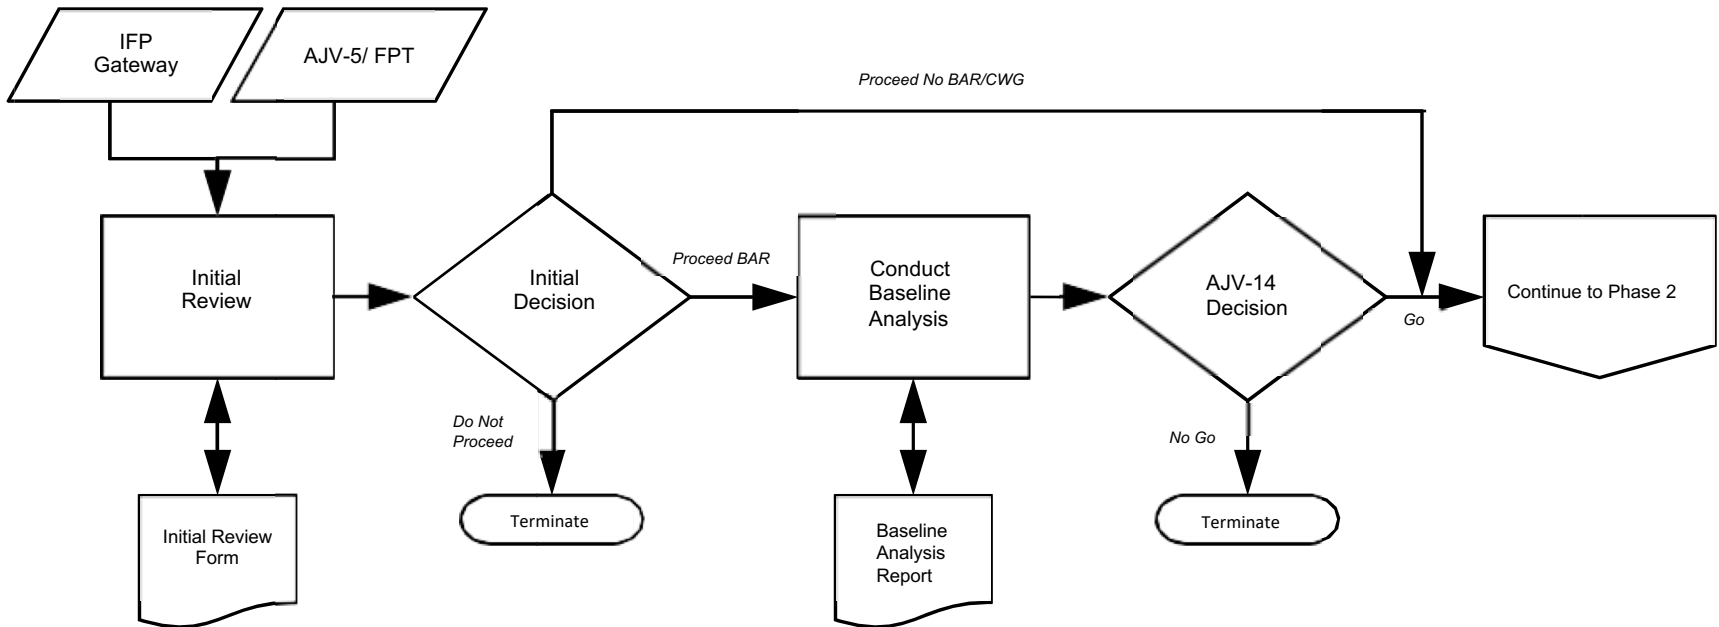 IFP
Gateway
AJV-5/ FPT
Proceed No BAR/CWG
Initial
Review
Initial
Decision
Proceed BAR
Conduct
Baseline
Analysis
AJV-14
Decision
Go
Continue to Phase 2
Do Not
Proceed
No Go
Initial Review
Form
Terminate
Baseline
Analysis
Report
Terminate